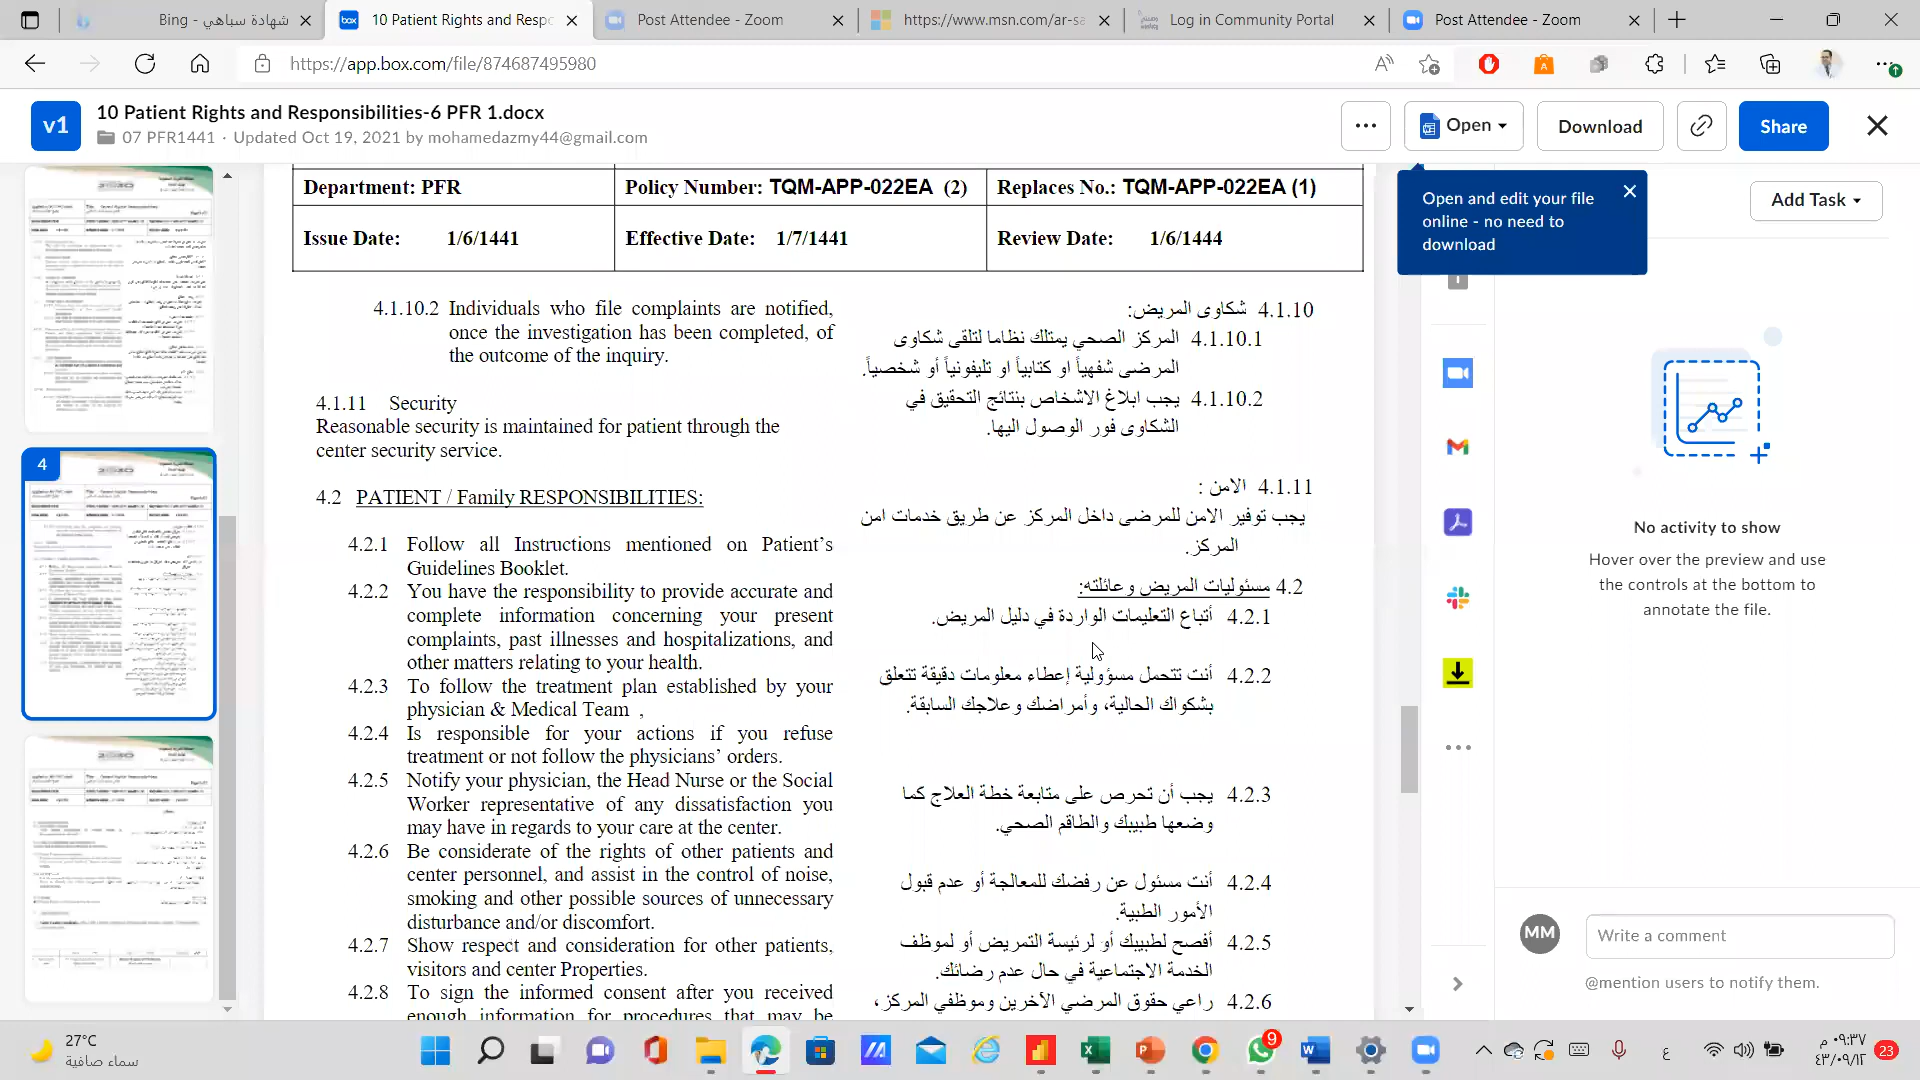 Bing - شهادة سباهي
10 Patient Rights and Respo
Post Attendee - Zoom
https://www.msn.com/ar-sa
Log in Community Portal
Post Attendee - Zoom
https://app.box.com/file/874687495980
v1
10 Patient Rights and Responsibilities-6 PFR 1.docx
07 PFR1441 · Updated Oct 19, 2021 by mohamedazmy44@gmail.com
Open
Download
Share
Open and edit your file
online - no need to
download
Add Task
4
Department: PFR
Policy Number: TQM-APP-022EA (2)
Replaces No.: TQM-APP-022EA (1)
Issue Date: 1/6/1441
Effective Date: 1/7/1441
Review Date: 1/6/1444
4.1.10.2 Individuals who file complaints are notified,
once the investigation has been completed, of
the outcome of the inquiry.
4.1.11 Security
Reasonable security is maintained for patient through the
center security service.
4.2 PATIENT / Family RESPONSIBILITIES:
4.2.1 Follow all Instructions mentioned on Patient's
Guidelines Booklet.
4.2.2 You have the responsibility to provide accurate and
complete information concerning your present
complaints, past illnesses and hospitalizations, and
other matters relating to your health.
4.2.3 To follow the treatment plan established by your
physician & Medical Team ,
4.2.4 Is responsible for your actions if you refuse
treatment or not follow the physicians' orders.
4.2.5 Notify your physician, the Head Nurse or the Social
Worker representative of any dissatisfaction you
may have in regards to your care at the center.
4.2.6 Be considerate of the rights of other patients and
center personnel, and assist in the control of noise,
smoking and other possible sources of unnecessary
disturbance and/or discomfort.
4.2.7 Show respect and consideration for other patients,
visitors and center Properties.
4.2.8 To sign the informed consent after you received
enough information for procedures that may be
4.1.10 شكاوى المريض:
4.1.10.1 المركز الصحي يمتلك نظاما لتلقى شكاوى
المرضى شفهياً او كتابياً او تليفونياً أو شخصياً.
4.1.10.2 يجب ابلاغ الاشخاص بنتائج التحقيق في
الشكاوى فور الوصول اليها.
4.1.11 الامن :
يجب توفير الامن للمرضى داخل المركز عن طريق خدمات امن
المركز.
4.2 مسئوليات المريض وعائلته:
4.2.1 أتباع التعليمات الواردة في دليل المريض.
4.2.2 أنت تتحمل مسؤولية إعطاء معلومات دقيقة تتعلق
بشكواك الحالية، وأمراضك وعلاجك السابقة.
4.2.3 يجب أن تحرص على متابعة خطة العلاج كما
وضعها طبيبك والطاقم الصحي.
4.2.4 أنت مسئول عن رفضك للمعالجة أو عدم قبول
الأمور الطبية.
4.2.5 أفصح لطبيبك أو لرئيسة التمريض أو لموظف
الخدمة الاجتماعية في حال عدم رضائك.
4.2.6 راعي حقوق المرضي الآخرين وموظفي المركز،
No activity to show
Hover over the preview and use
the controls at the bottom to
annotate the file.
MM
Write a comment
@mention users to notify them.
27°C
سماء صافية
9
ع
٠٩:٣٧ م
٤٣/٠٩/١٢
23